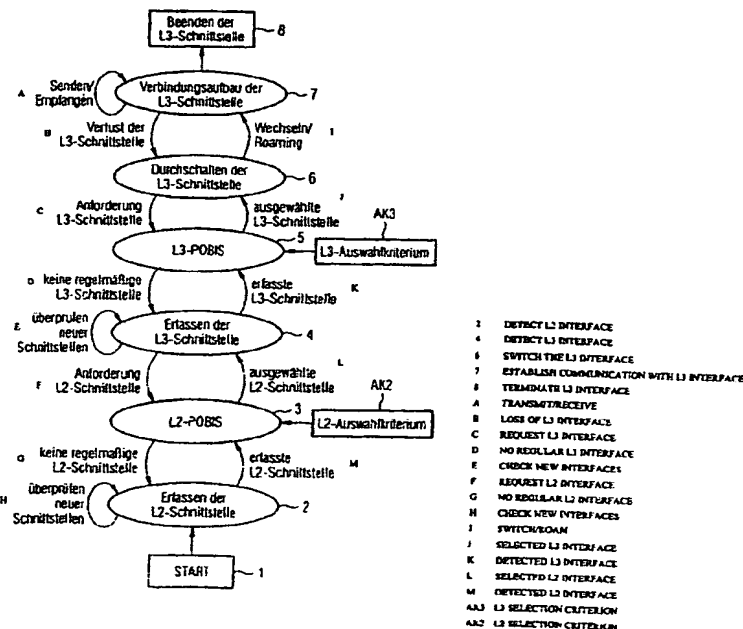 Beenden der
L3-Schnittstelle
8
A
Senden/
Empfangen
Verbindungsaufbau der
L3-Schnittstelle
7
B
Verlust der
L3-Schnittstelle
Wechseln/
Roaming
I
Durchschalten der
L3-Schnittstelle
6
C
Anforderung
L3-Schnittstelle
ausgewählte
L3-Schnittstelle
J
AK3
L3-POBIS
5
L3-Auswahlkriterium
D
keine regelmäßige
L3-Schnittstelle
erfasste
L3-Schnittstelle
K
E
überprüfen
neuer
Schnittstellen
Erfassen der
L3-Schnittstelle
4
F
Anforderung
L2-Schnittstelle
ausgewählte
L2-Schnittstelle
L
AK2
L2-POBIS
3
L2-Auswahlkriterium
G
keine regelmäßige
L2-Schnittstelle
erfasste
L2-Schnittstelle
M
H
überprüfen
neuer
Schnittstellen
Erfassen der
L2-Schnittstelle
2
START
1
2 DETECT L2 INTERFACE
4 DETECT L3 INTERFACE
6 SWITCH THE L3 INTERFACE
7 ESTABLISH COMMUNICATION WITH L3 INTERFACE
8 TERMINATE L3 INTERFACE
A TRANSMIT/RECEIVE
B LOSS OF L3 INTERFACE
C REQUEST L3 INTERFACE
D NO REGULAR L3 INTERFACE
E CHECK NEW INTERFACES
F REQUEST L2 INTERFACE
G NO REGULAR L2 INTERFACE
H CHECK NEW INTERFACES
I SWITCH/ROAM
J SELECTED L3 INTERFACE
K DETECTED L3 INTERFACE
L SELECTED L2 INTERFACE
M DETECTED L2 INTERFACE
AK3 L3 SELECTION CRITERION
AK2 L2 SELECTION CRITERION